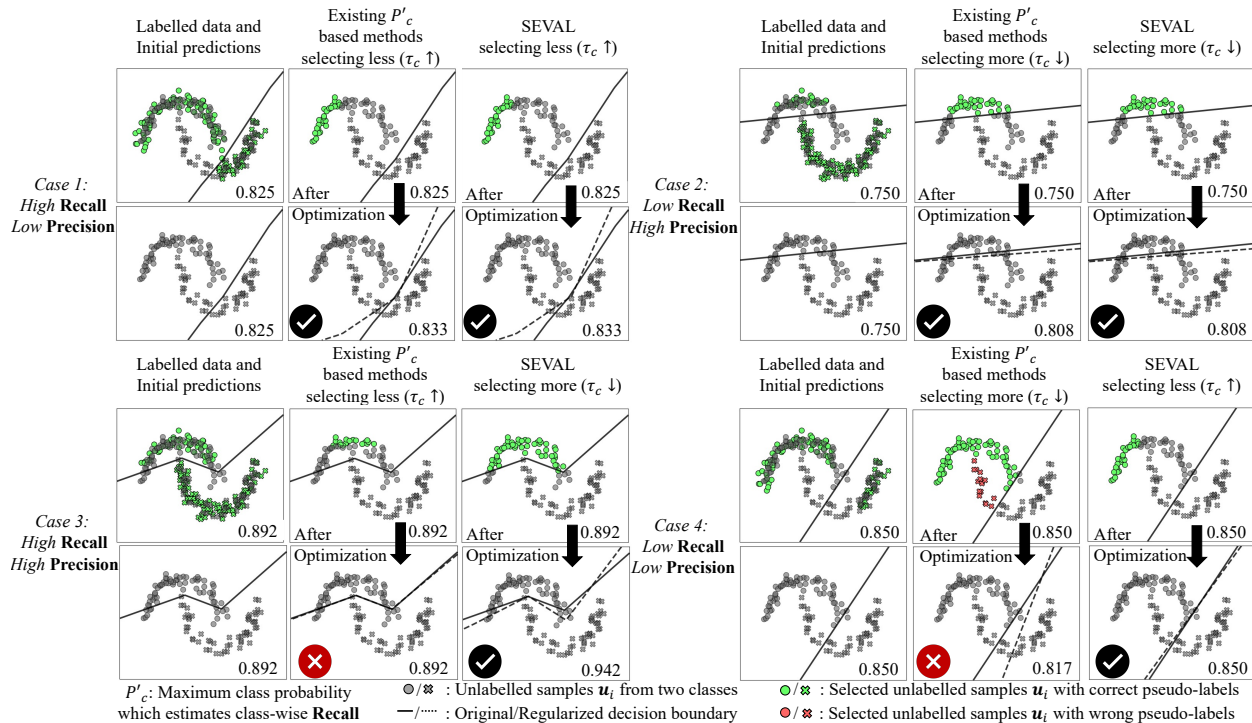 Labelled data and
Initial predictions
Existing P'c
based methods
selecting less (τc ↑)
SEVAL
selecting less (τc ↑)
Case 1:
High Recall
Low Precision
0.825
After
0.825
After
0.825
0.825
Optimization
0.833
Optimization
0.833
Labelled data and
Initial predictions
Existing P'c
based methods
selecting more (τc ↓)
SEVAL
selecting more (τc ↓)
Case 2:
Low Recall
High Precision
0.750
After
0.750
After
0.750
0.750
Optimization
0.808
Optimization
0.808
Labelled data and
Initial predictions
Existing P'c
based methods
selecting less (τc ↑)
SEVAL
selecting more (τc ↓)
Case 3:
High Recall
High Precision
0.892
After
0.892
After
0.892
0.892
Optimization
0.892
Optimization
0.942
Labelled data and
Initial predictions
Existing P'c
based methods
selecting more (τc ↓)
SEVAL
selecting less (τc ↑)
Case 4:
Low Recall
Low Precision
0.850
After
0.850
After
0.850
0.850
Optimization
0.817
Optimization
0.850
P'c: Maximum class probability
which estimates class-wise Recall
/ : Unlabelled samples ui from two classes
/ : Original/Regularized decision boundary
/ : Selected unlabelled samples ui with correct pseudo-labels
/ : Selected unlabelled samples ui with wrong pseudo-labels